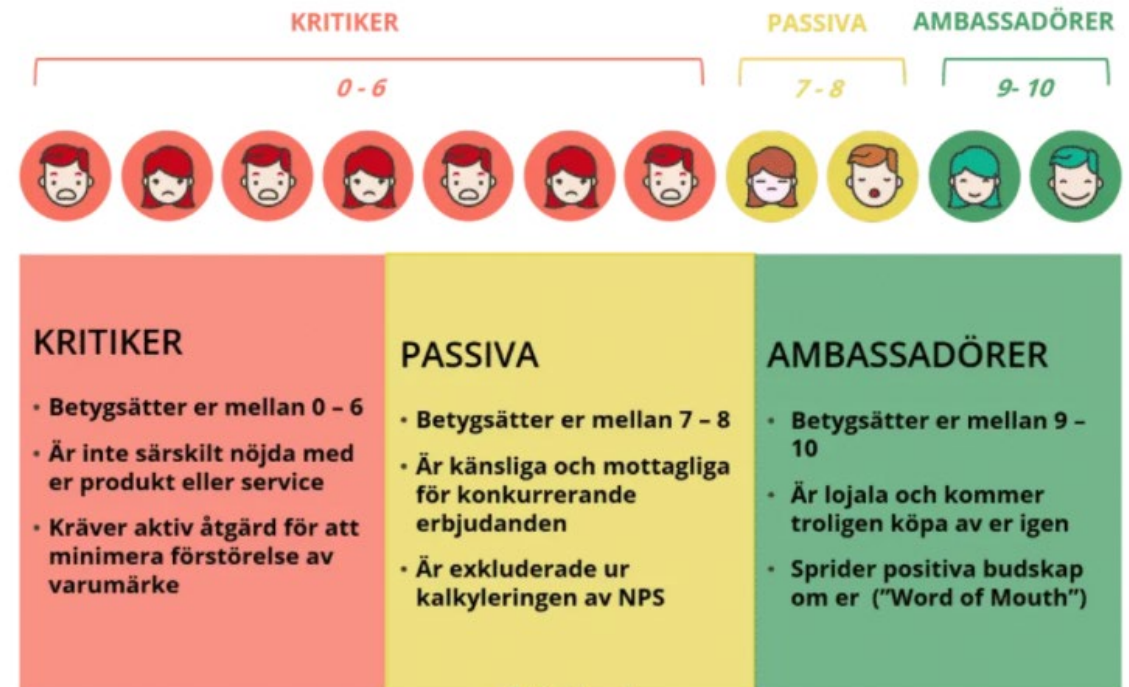 KRITIKER
PASSIVA
AMBASSADÖRER
0 - 6
7 - 8
9- 10
KRITIKER
• Betygsätter er mellan 0 – 6
• Är inte särskilt nöjda med
er produkt eller service
• Kräver aktiv åtgärd för att
minimera förstörelse av
varumärke
PASSIVA
• Betygsätter er mellan 7 – 8
• Är känsliga och mottagliga
för konkurrerande
erbjudanden
• Är exkluderade ur
kalkyleringen av NPS
AMBASSADÖRER
• Betygsätter er mellan 9 –
10
• Är lojala och kommer
troligen köpa av er igen
• Sprider positiva budskap
om er (”Word of Mouth”)